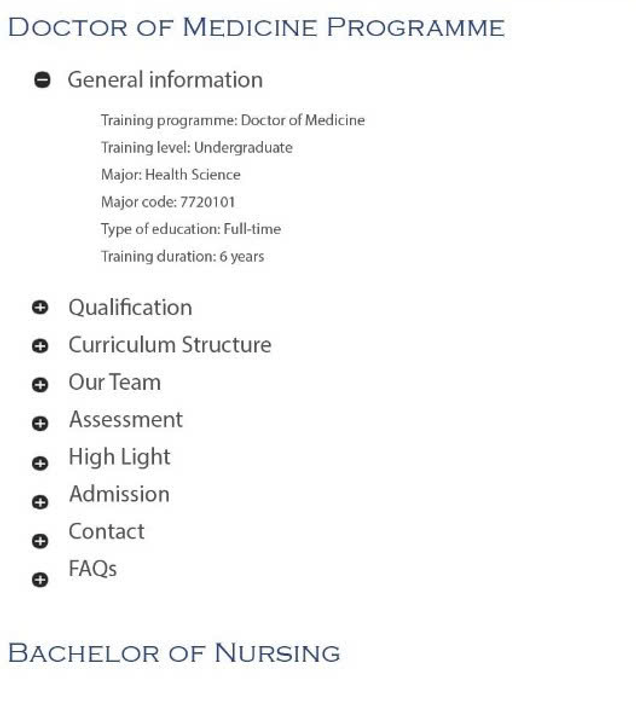 DOCTOR OF MEDICINE PROGRAMME
General information
Training programme: Doctor of Medicine
Training level: Undergraduate
Major: Health Science
Major code: 7720101
Type of education: Full-time
Training duration: 6 years
Qualification
Curriculum Structure
Our Team
Assessment
High Light
Admission
Contact
FAQs
BACHELOR OF NURSING